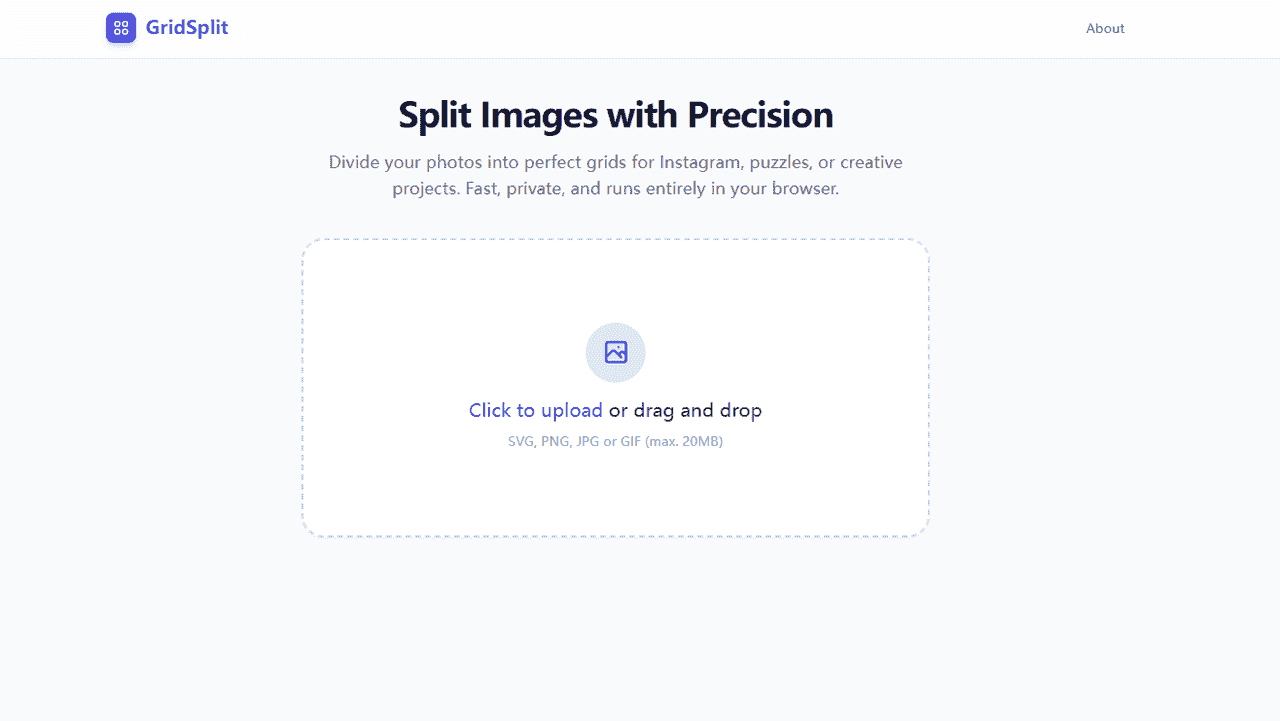 GridSplit
About
Split Images with Precision
Divide your photos into perfect grids for Instagram, puzzles, or creative
projects. Fast, private, and runs entirely in your browser.
Click to upload or drag and drop
SVG, PNG, JPG or GIF (max. 20MB)